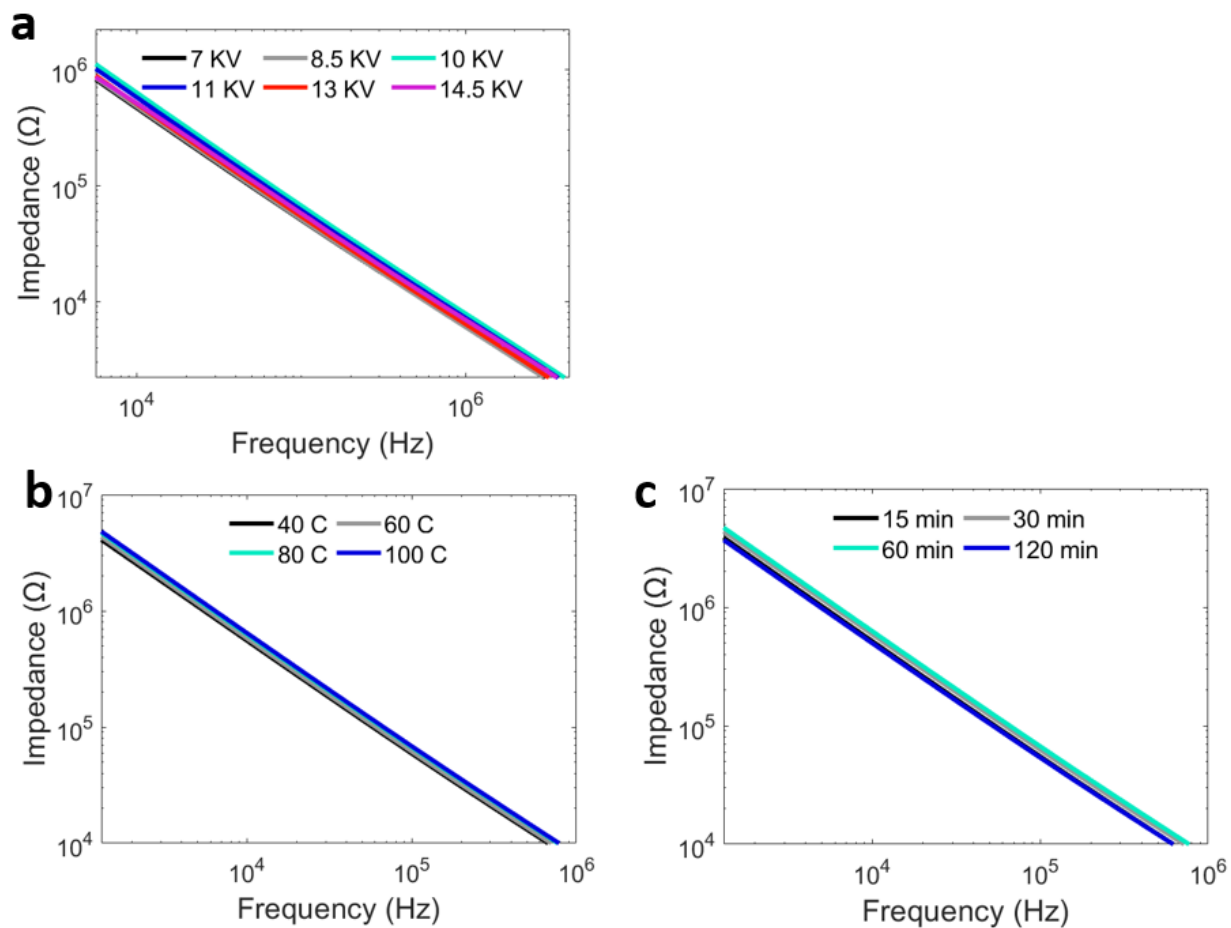 a
7 KV 8.5 KV 10 KV
11 KV 13 KV 14.5 KV
10^6
10^5
10^4
Impedance (Ω)
10^4 10^6
Frequency (Hz)
b
40 C 60 C
80 C 100 C
10^7
10^6
10^5
10^4
Impedance (Ω)
10^4 10^5 10^6
Frequency (Hz)
c
15 min 30 min
60 min 120 min
10^7
10^6
10^5
10^4
Impedance (Ω)
10^4 10^5 10^6
Frequency (Hz)